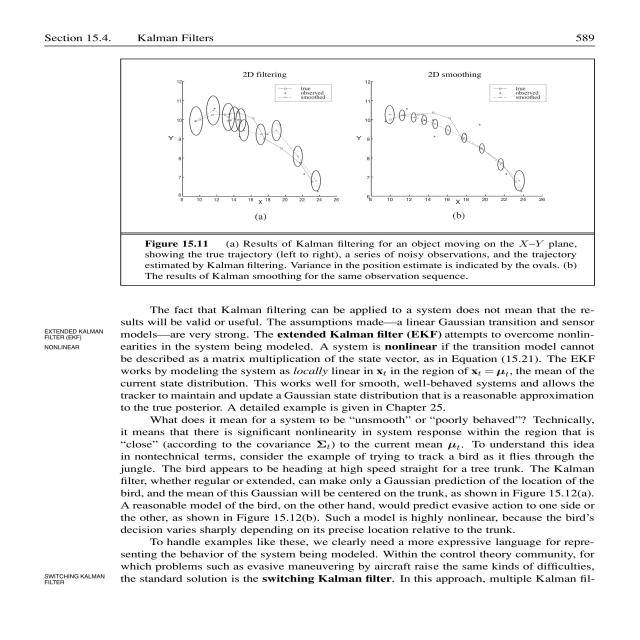 Section 15.4. Kalman Filters 589
2D filtering
true
observed
smoothed
12
11
10
9
8
7
6
Y
8 10 12 14 16 18 20 22 24 26
X
(a)
2D smoothing
true
observed
smoothed
12
11
10
9
8
7
6
Y
8 10 12 14 16 18 20 22 24 26
X
(b)
Figure 15.11 (a) Results of Kalman filtering for an object moving on the X–Y plane,
showing the true trajectory (left to right), a series of noisy observations, and the trajectory
estimated by Kalman filtering. Variance in the position estimate is indicated by the ovals. (b)
The results of Kalman smoothing for the same observation sequence.
The fact that Kalman filtering can be applied to a system does not mean that the re-
sults will be valid or useful. The assumptions made—a linear Gaussian transition and sensor
EXTENDED KALMAN
FILTER (EKF)
models—are very strong. The extended Kalman filter (EKF) attempts to overcome nonlin-
NONLINEAR
earities in the system being modeled. A system is nonlinear if the transition model cannot
be described as a matrix multiplication of the state vector, as in Equation (15.21). The EKF
works by modeling the system as locally linear in xt in the region of xt = μt, the mean of the
current state distribution. This works well for smooth, well-behaved systems and allows the
tracker to maintain and update a Gaussian state distribution that is a reasonable approximation
to the true posterior. A detailed example is given in Chapter 25.
What does it mean for a system to be “unsmooth” or “poorly behaved”? Technically,
it means that there is significant nonlinearity in system response within the region that is
“close” (according to the covariance Σt) to the current mean μt. To understand this idea
in nontechnical terms, consider the example of trying to track a bird as it flies through the
jungle. The bird appears to be heading at high speed straight for a tree trunk. The Kalman
filter, whether regular or extended, can make only a Gaussian prediction of the location of the
bird, and the mean of this Gaussian will be centered on the trunk, as shown in Figure 15.12(a).
A reasonable model of the bird, on the other hand, would predict evasive action to one side or
the other, as shown in Figure 15.12(b). Such a model is highly nonlinear, because the bird’s
decision varies sharply depending on its precise location relative to the trunk.
To handle examples like these, we clearly need a more expressive language for repre-
senting the behavior of the system being modeled. Within the control theory community, for
which problems such as evasive maneuvering by aircraft raise the same kinds of difficulties,
SWITCHING KALMAN
FILTER
the standard solution is the switching Kalman filter. In this approach, multiple Kalman fil-